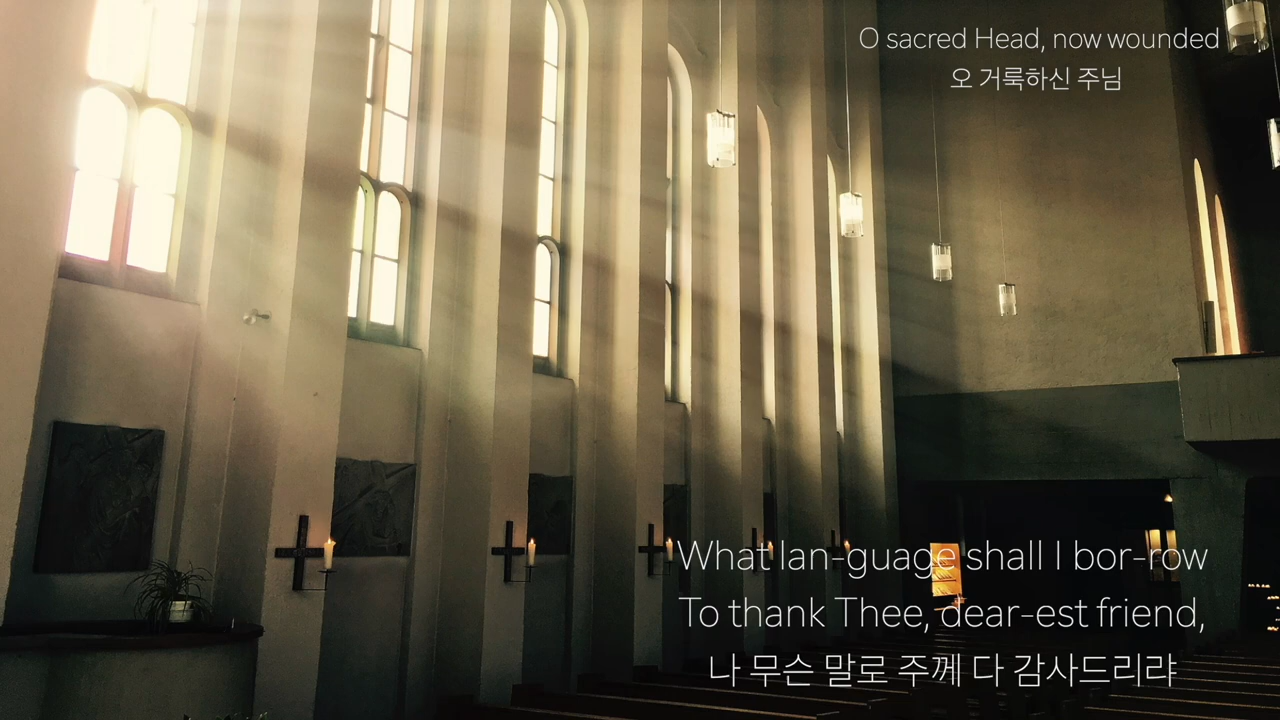 O sacred Head, now wounded
오 거룩하신 주님
What lan-guage shall I bor-row
To thank Thee, dear-est friend,
나 무슨 말로 주께 다 감사드리랴